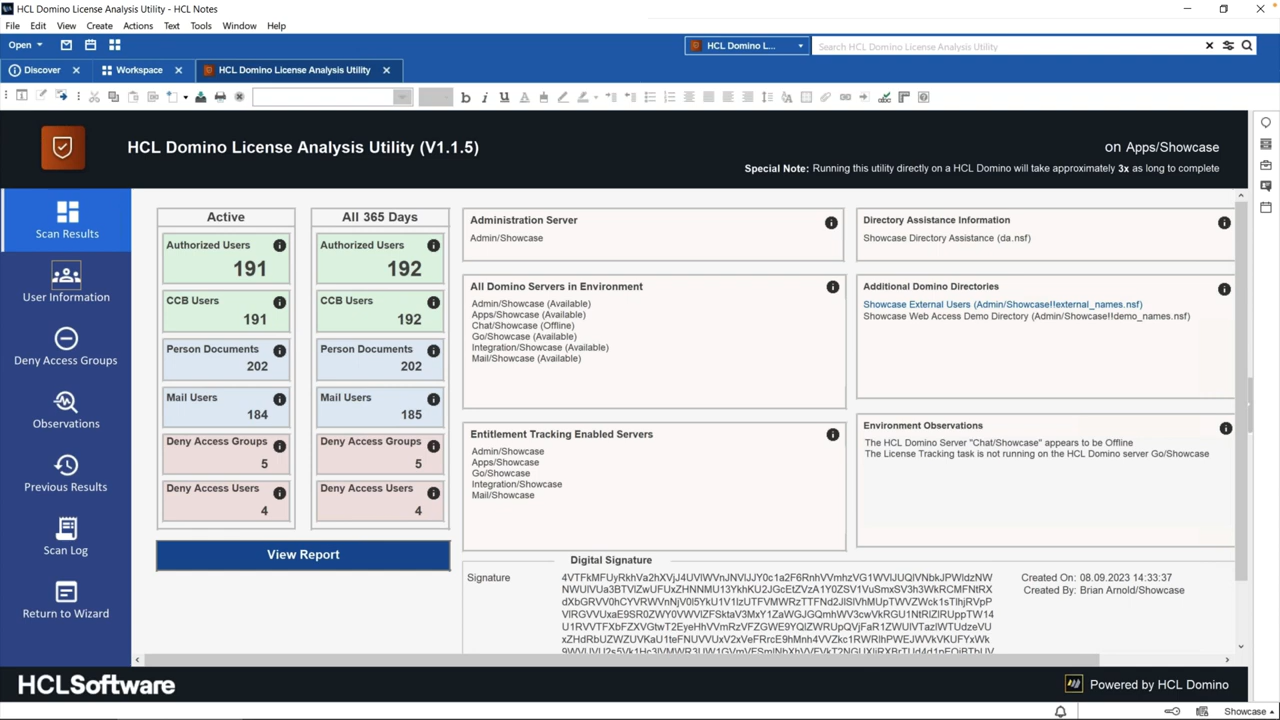 HCL Domino License Analysis Utility - HCL Notes
File Edit View Create Actions Text Tools Window Help
Open
HCL Domino L...
Search HCL Domino License Analysis Utility
Discover
Workspace
HCL Domino License Analysis Utility
HCL Domino License Analysis Utility (V1.1.5)
on Apps/Showcase
Special Note: Running this utility directly on a HCL Domino will take approximately 3x as long to complete
Scan Results
User Information
Deny Access Groups
Observations
Previous Results
Scan Log
Return to Wizard
Active
Authorized Users
191
CCB Users
191
Person Documents
202
Mail Users
184
Deny Access Groups
5
Deny Access Users
4
All 365 Days
Authorized Users
192
CCB Users
192
Person Documents
202
Mail Users
185
Deny Access Groups
5
Deny Access Users
4
View Report
Administration Server
Admin/Showcase
All Domino Servers in Environment
Admin/Showcase (Available)
Apps/Showcase (Available)
Chat/Showcase (Offline)
Go/Showcase (Available)
Integration/Showcase (Available)
Mail/Showcase (Available)
Entitlement Tracking Enabled Servers
Admin/Showcase
Apps/Showcase
Go/Showcase
Integration/Showcase
Mail/Showcase
Directory Assistance Information
Showcase Directory Assistance (da.nsf)
Additional Domino Directories
Showcase External Users (Admin/Showcase!!external_names.nsf)
Showcase Web Access Demo Directory (Admin/Showcase!!demo_names.nsf)
Environment Observations
The HCL Domino Server "Chat/Showcase" appears to be Offline
The License Tracking task is not running on the HCL Domino server Go/Showcase
Digital Signature
Signature
Created On: 08.09.2023 14:33:37
Created By: Brian Arnold/Showcase
HCLSoftware
Powered by HCL Domino
Showcase